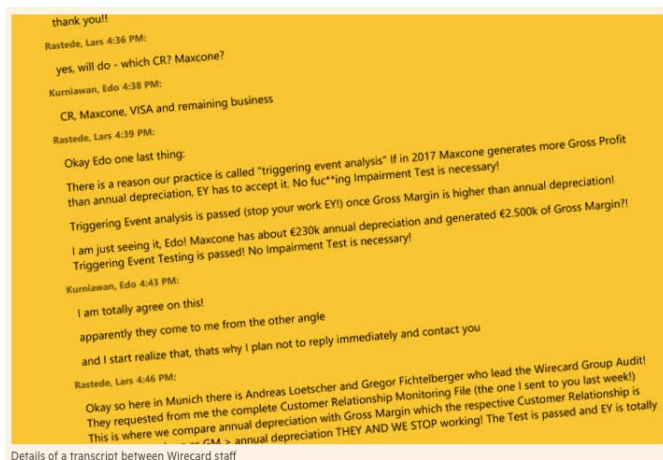 thank you!!
Rastede, Lars 4:36 PM:
yes, will do - which CR? Maxcone?
Kurniawan, Edo 4:38 PM:
CR, Maxcone, VISA and remaining business
Rastede, Lars 4:39 PM:
Okay Edo one last thing:
There is a reason our practice is called "triggering event analysis" If in 2017 Maxcone generates more Gross Profit
than annual depreciation, EY has to accept it. No fuc**ing Impairment Test is necessary!
Triggering Event analysis is passed (stop your work EY!) once Gross Margin is higher than annual depreciation!
I am just seeing it, Edo! Maxcone has about €230k annual depreciation and generated €2.500k of Gross Margin?!
Triggering Event Testing is passed! No Impairment Test is necessary!
Kurniawan, Edo 4:43 PM:
I am totally agree on this!
apparently they come to me from the other angle
and I start realize that, thats why I plan not to reply immediately and contact you
Rastede, Lars 4:46 PM:
Okay so here in Munich there is Andreas Loetscher and Gregor Fichtelberger who lead the Wirecard Group Audit!
They requested from me the complete Customer Relationship Monitoring File (the one I sent to you last week!)
This is where we compare annual depreciation with Gross Margin which the respective Customer Relationship is
GM > annual depreciation THEY AND WE STOP working! The Test is passed and EY is totally
Details of a transcript between Wirecard staff